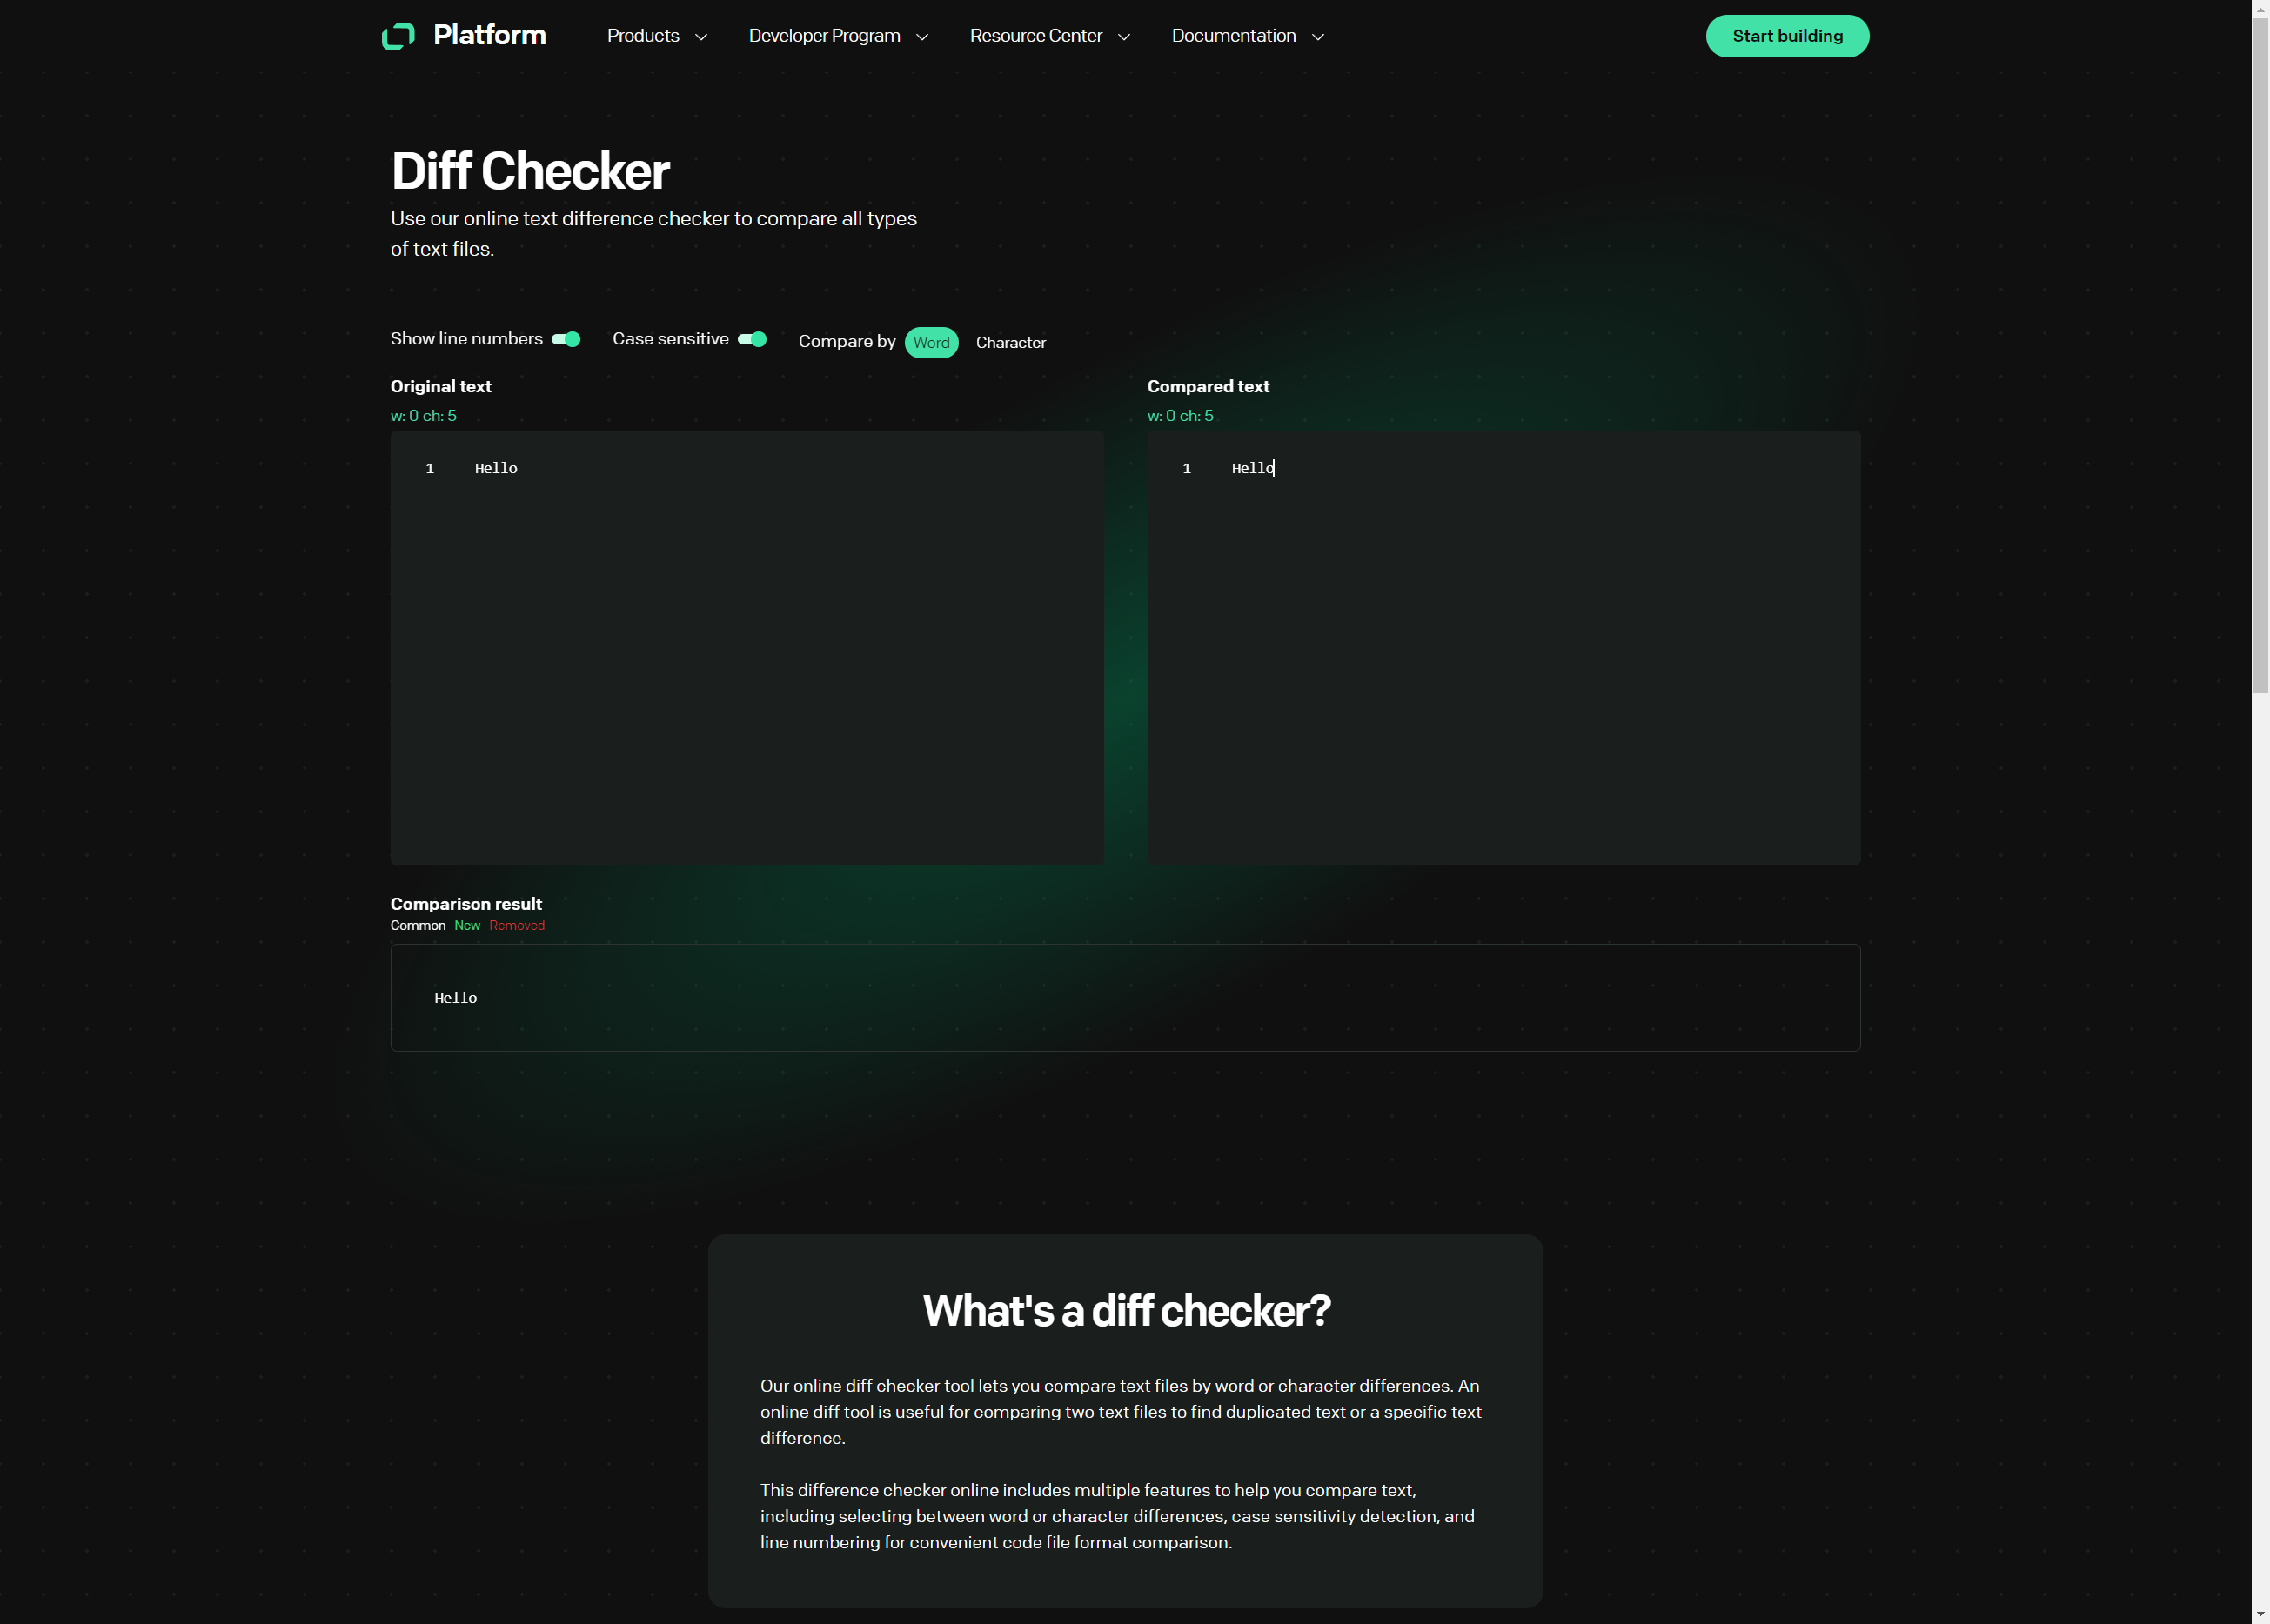 Platform Products Developer Program Resource Center Documentation Start building
Diff Checker
Use our online text difference checker to compare all types
of text files.
Show line numbers Case sensitive Compare by Word Character
Original text
w: 0 ch: 5
1 Hello
Compared text
w: 0 ch: 5
1 Hello
Comparison result
Common New Removed
Hello
What's a diff checker?
Our online diff checker tool lets you compare text files by word or character differences. An
online diff tool is useful for comparing two text files to find duplicated text or a specific text
difference.
This difference checker online includes multiple features to help you compare text,
including selecting between word or character differences, case sensitivity detection, and
line numbering for convenient code file format comparison.